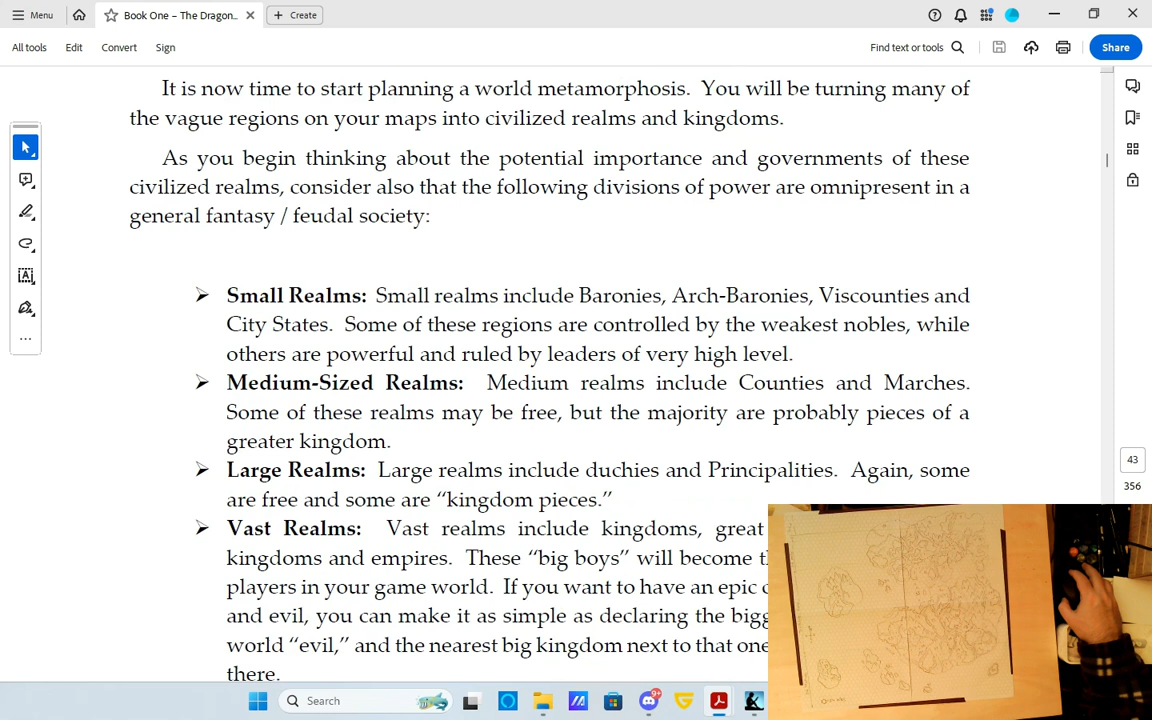 Menu
Book One – The Dragon...
Create
All tools
Edit
Convert
Sign
Find text or tools
Share
It is now time to start planning a world metamorphosis. You will be turning many of
the vague regions on your maps into civilized realms and kingdoms.
As you begin thinking about the potential importance and governments of these
civilized realms, consider also that the following divisions of power are omnipresent in a
general fantasy / feudal society:
Small Realms: Small realms include Baronies, Arch-Baronies, Viscounties and
City States. Some of these regions are controlled by the weakest nobles, while
others are powerful and ruled by leaders of very high level.
Medium-Sized Realms: Medium realms include Counties and Marches.
Some of these realms may be free, but the majority are probably pieces of a
greater kingdom.
Large Realms: Large realms include duchies and Principalities. Again, some
are free and some are “kingdom pieces.”
Vast Realms: Vast realms include kingdoms, great
kingdoms and empires. These “big boys” will become
players in your game world. If you want to have an epic
and evil, you can make it as simple as declaring the
world “evil,” and the nearest big kingdom next to that one
there.
43
356
Search
9+